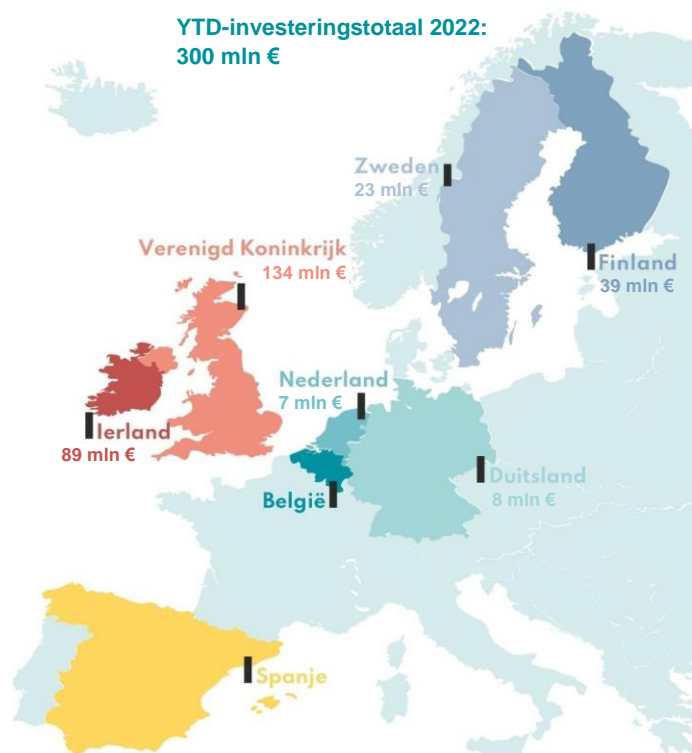 YTD-investeringstotaal 2022:
300 mln €
Zweden
23 mln €
Verenigd Koninkrijk
134 mln €
Finland
39 mln €
Nederland
7 mln €
Ierland
89 mln €
Duitsland
8 mln €
België
Spanje